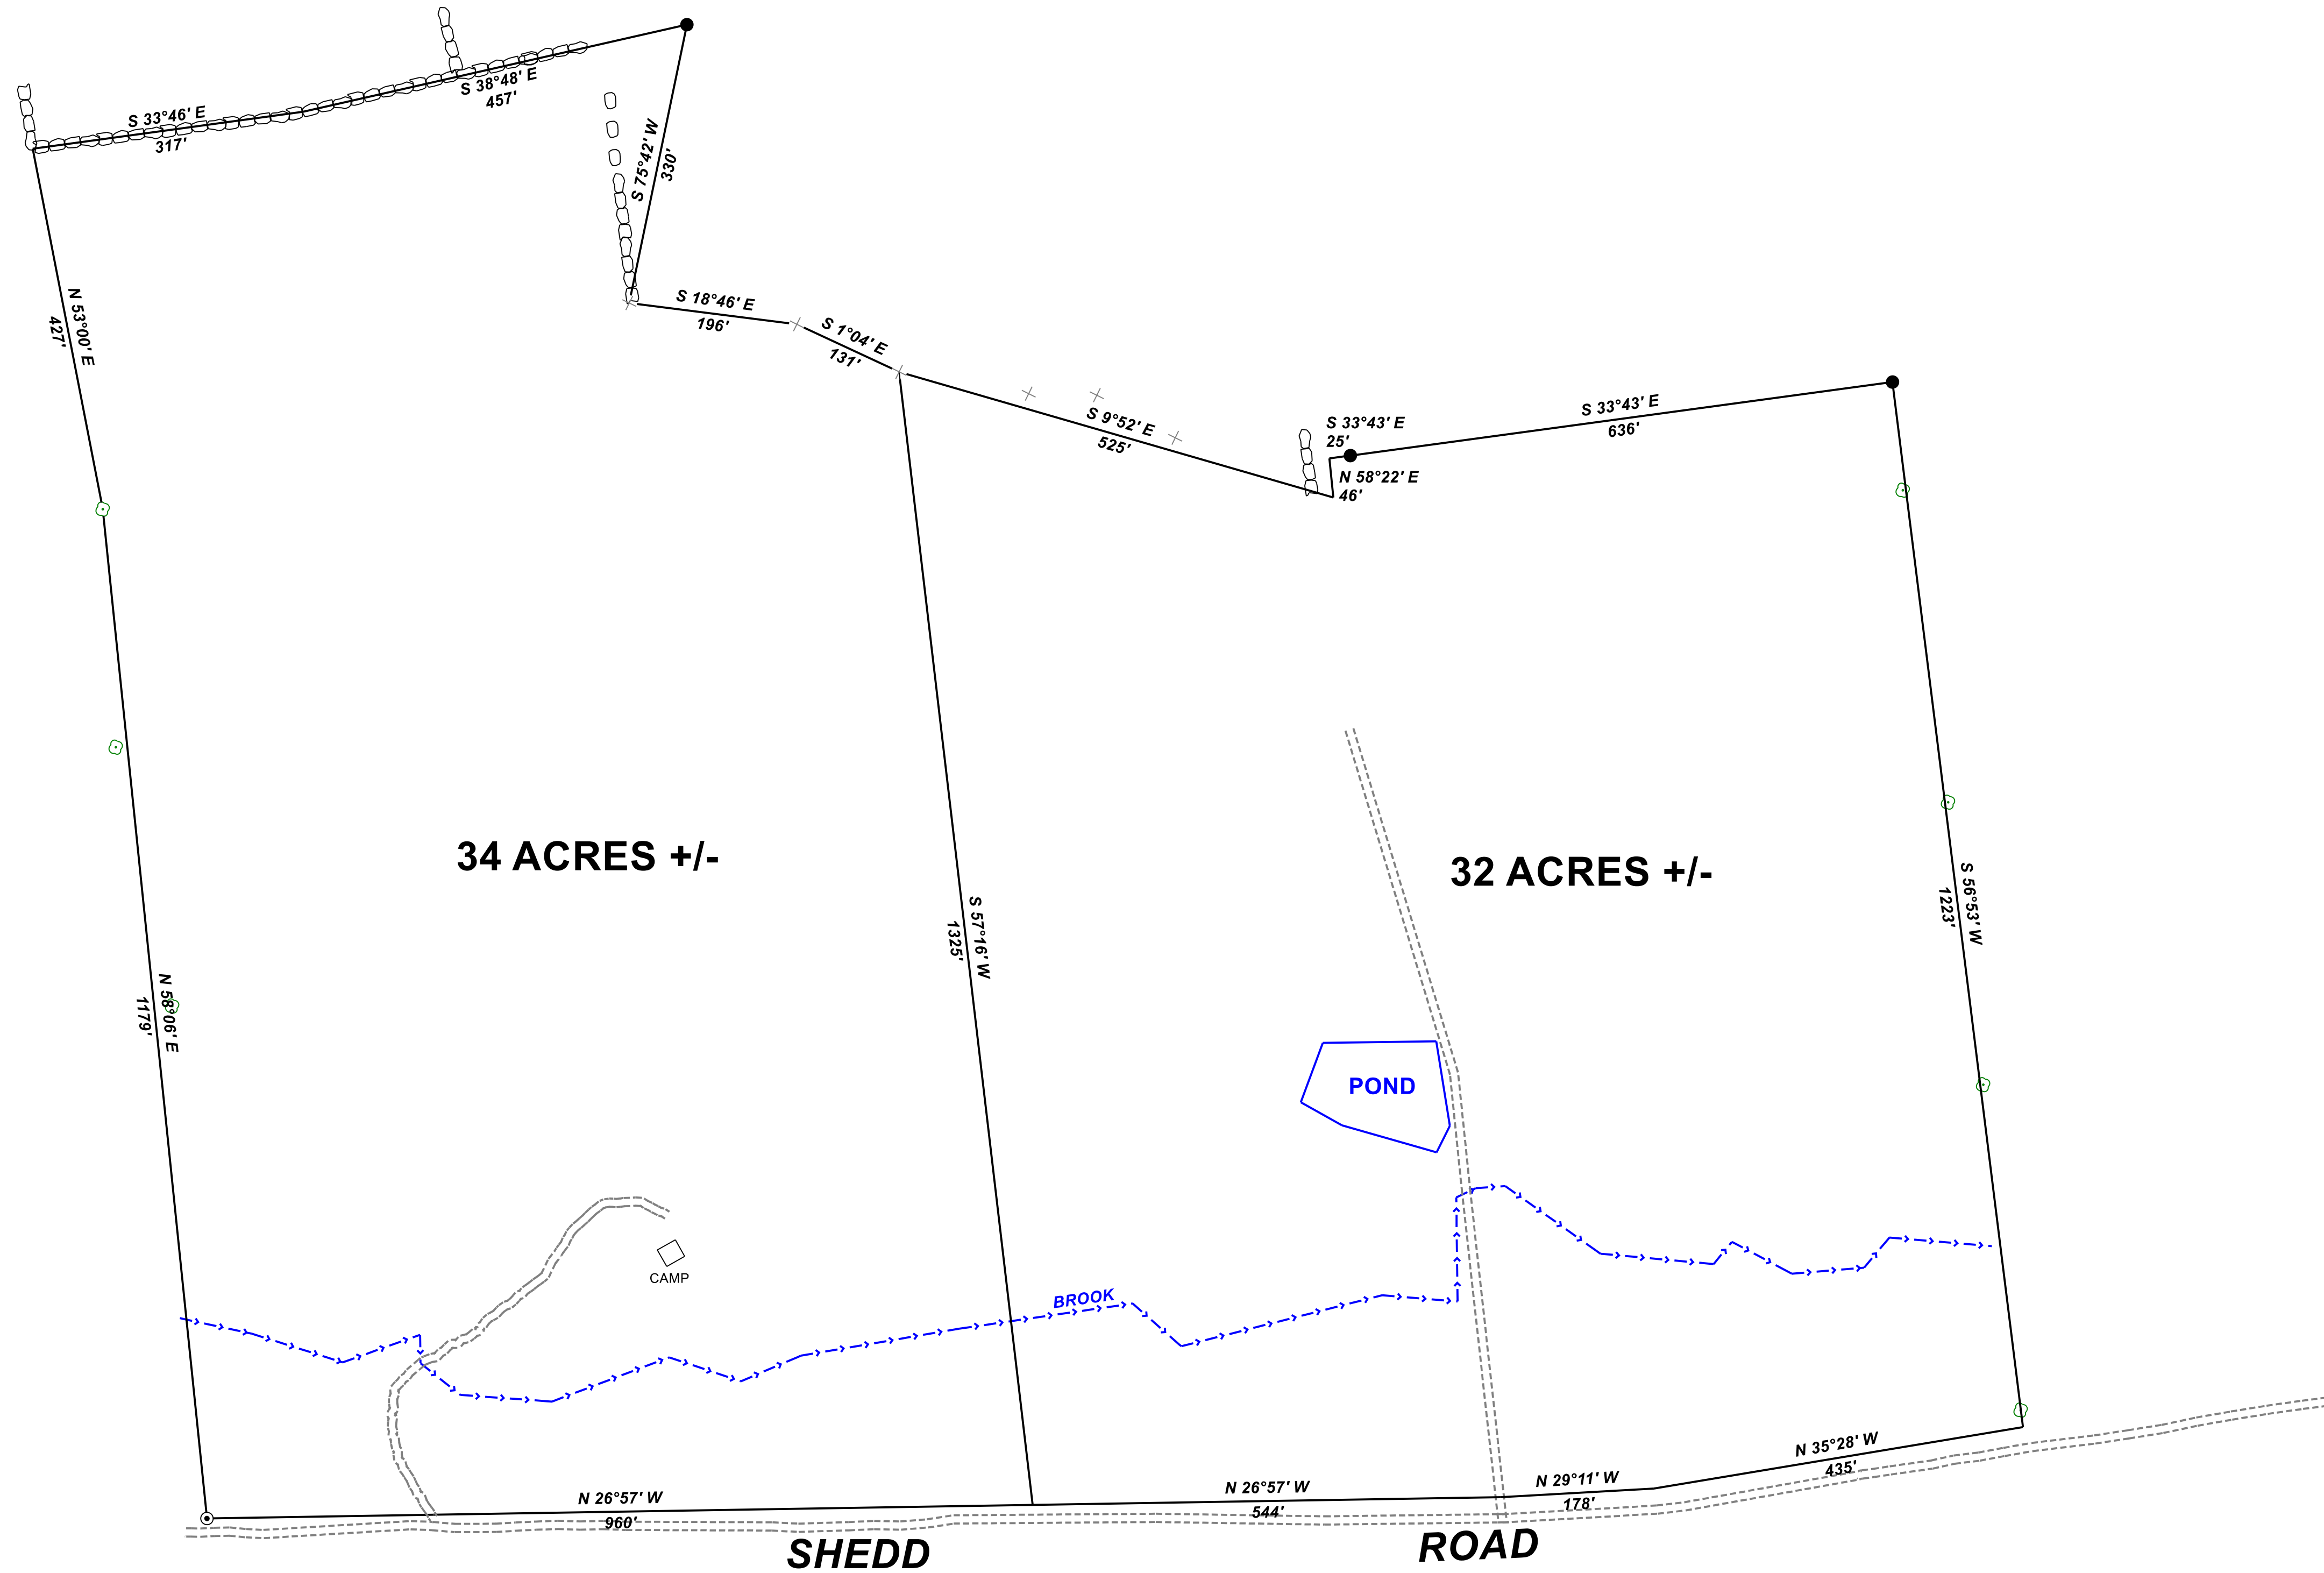 S 33°46' E
317'
S 38°48' E
457'
S 75°42' W
330'
N 53°00' E
427'
S 18°46' E
196'
S 1°04' E
131'
S 9°52' E
525'
S 33°43' E
25'
N 58°22' E
46'
S 33°43' E
636'
34 ACRES +/-
32 ACRES +/-
S 57°16' W
1325'
S 56°53' W
1223'
N 58°06' E
1179'
POND
CAMP
BROOK
N 26°57' W
960'
N 26°57' W
544'
N 29°11' W
178'
N 35°28' W
435'
SHEDD ROAD